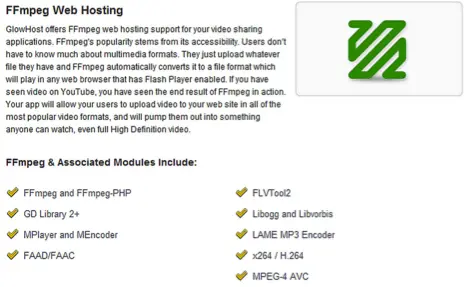 FFmpeg Web Hosting
GlowHost offers FFmpeg web hosting support for your video sharing
applications. FFmpeg's popularity stems from its accessibility. Users don't
have to know much about multimedia formats. They just upload whatever
file they have and FFmpeg automatically converts it to a file format which
will play in any web browser that has Flash Player enabled. If you have
seen video on YouTube, you have seen the end result of FFmpeg in action.
Your app will allow your users to upload video to your web site in all of the
most popular video formats, and will pump them out into something
anyone can watch, even full High Definition video.
FFmpeg & Associated Modules Include:
FFmpeg and FFmpeg-PHP
GD Library 2+
MPlayer and MEncoder
FAAD/FAAC
FLVTool2
Libogg and Libvorbis
LAME MP3 Encoder
x264 / H.264
MPEG-4 AVC